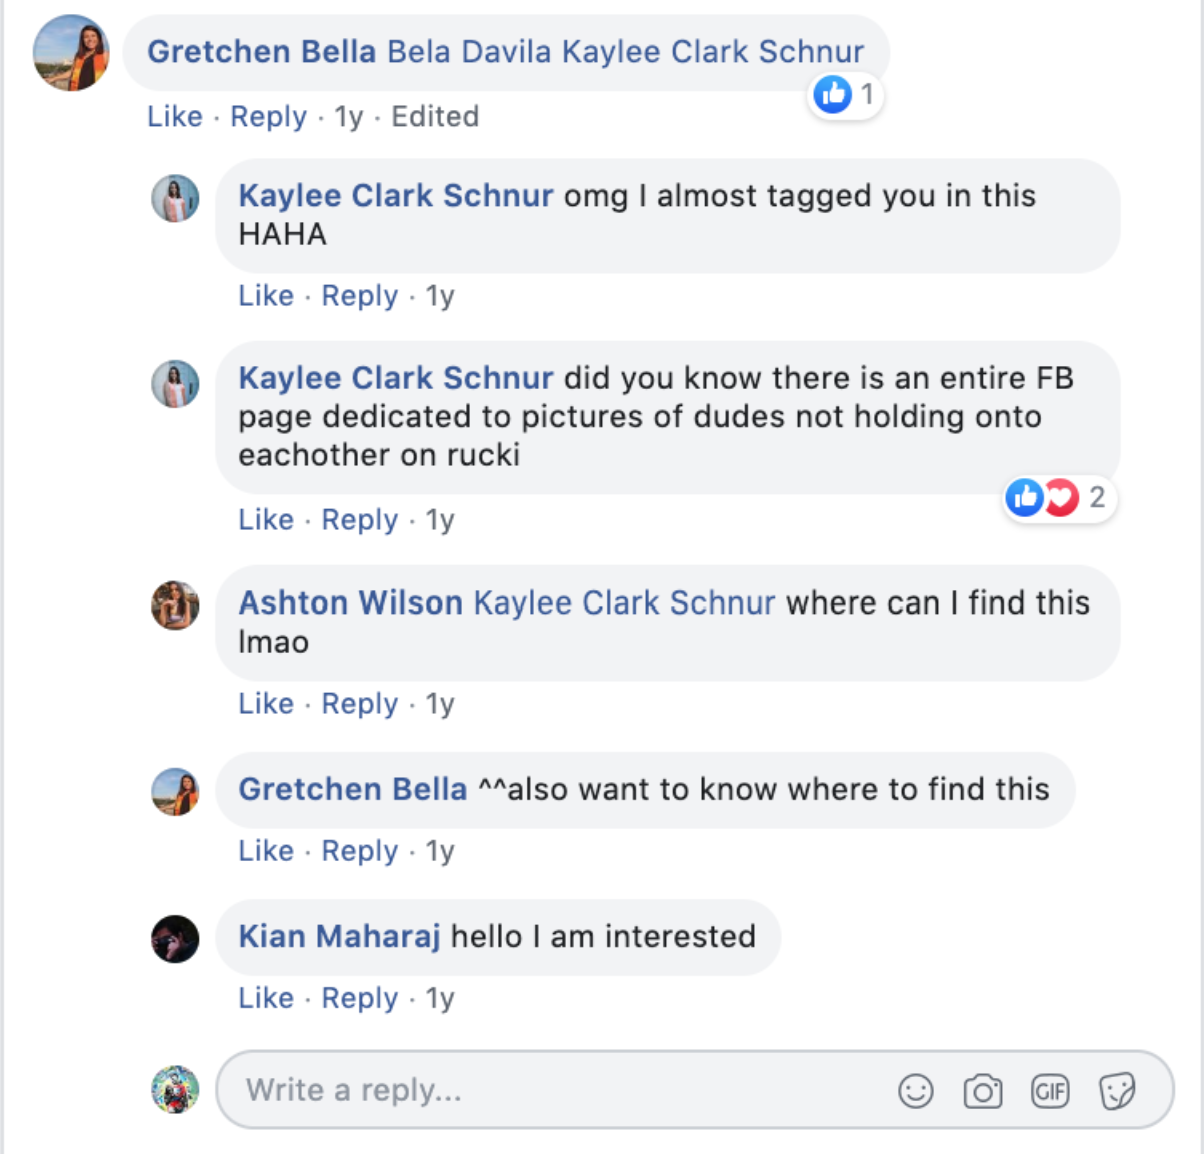 Gretchen Bella Bela Davila Kaylee Clark Schnur
1
Like · Reply · 1y · Edited
Kaylee Clark Schnur omg I almost tagged you in this
HAHA
Like · Reply · 1y
Kaylee Clark Schnur did you know there is an entire FB
page dedicated to pictures of dudes not holding onto
eachother on rucki
2
Like · Reply · 1y
Ashton Wilson Kaylee Clark Schnur where can I find this
lmao
Like · Reply · 1y
Gretchen Bella ^^also want to know where to find this
Like · Reply · 1y
Kian Maharaj hello I am interested
Like · Reply · 1y
Write a reply... GIF